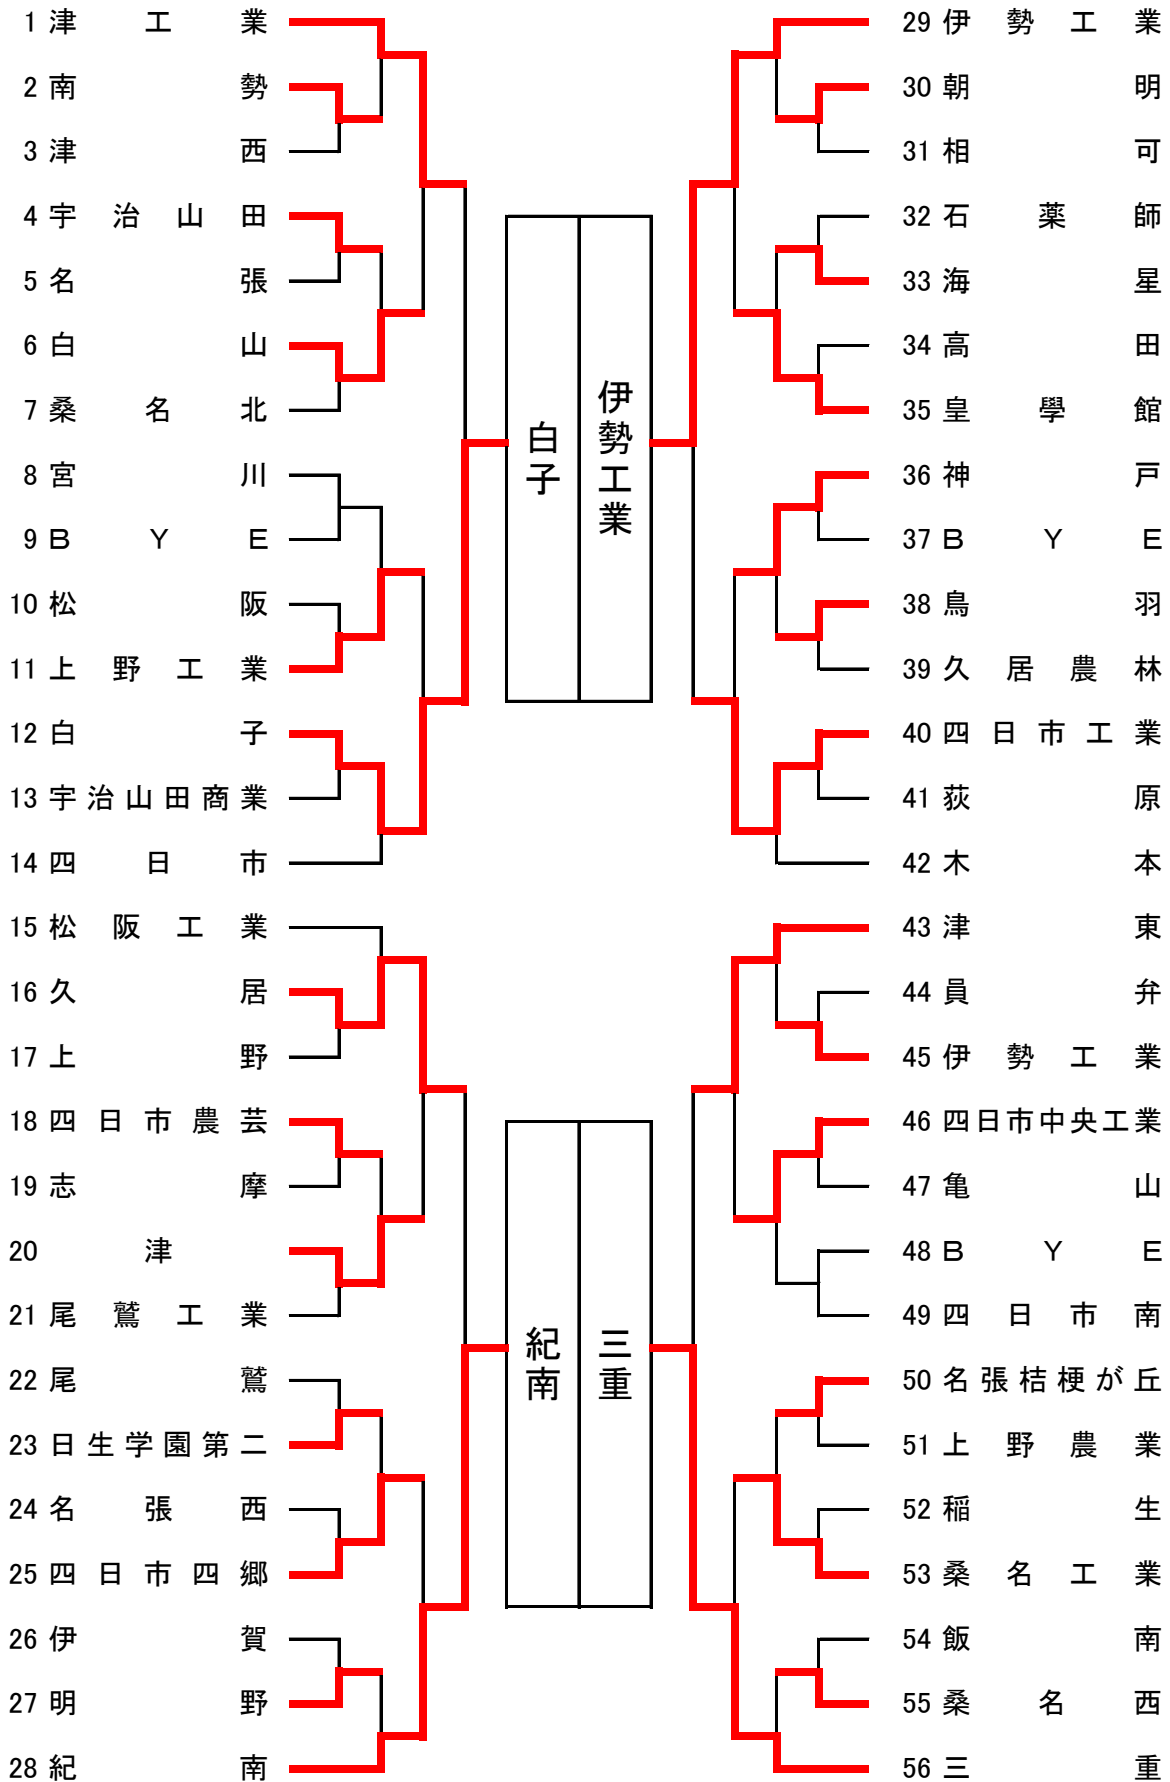 1 津工業
2 南勢
3 津西
4 宇治山田
5 名張
6 白山
7 桑名北
8 宮川
9 ＢＹＥ
10 松阪
11 上野工業
12 白子
13 宇治山田商業
14 四日市
15 松阪工業
16 久居
17 上野
18 四日市農芸
19 志摩
20 津
21 尾鷲工業
22 尾鷲
23 日生学園第二
24 名張西
25 四日市四郷
26 伊賀
27 明野
28 紀南
白子
伊勢工業
紀南
三重
29 伊勢工業
30 朝明
31 相可
32 石薬師
33 海星
34 高田
35 皇學館
36 神戸
37 ＢＹＥ
38 鳥羽
39 久居農林
40 四日市工業
41 荻原
42 木本
43 津東
44 員弁
45 伊勢工業
46 四日市中央工業
47 亀山
48 ＢＹＥ
49 四日市南
50 名張桔梗が丘
51 上野農業
52 稲生
53 桑名工業
54 飯南
55 桑名西
56 三重